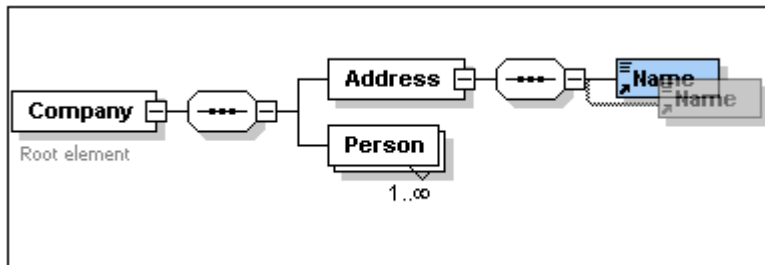 Company
Root element
Address
Name
Name
Person
1..∞